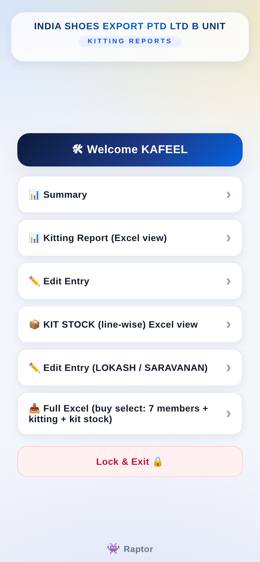 INDIA SHOES EXPORT PTD LTD B UNIT
KITTING REPORTS
🛠 Welcome KAFEEL
📊 Summary
📊 Kitting Report (Excel view)
✏️ Edit Entry
📦 KIT STOCK (line-wise) Excel view
✏️ Edit Entry (LOKASH / SARAVANAN)
📥 Full Excel (buy select: 7 members +
kitting + kit stock)
Lock & Exit 🔒
👾 Raptor